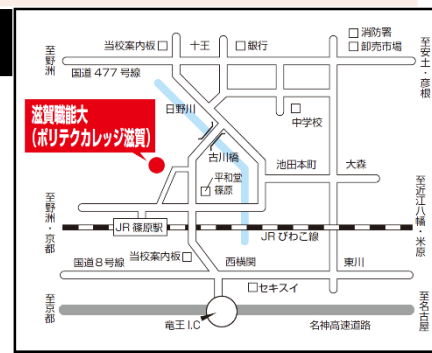 至野洲
当校案内板
十王
銀行
消防署
卸売市場
至安土・彦根
国道477号線
日野川
中学校
滋賀職能大
（ポリテクカレッジ滋賀）
古川橋
池田本町
大森
平和堂
篠原
至野洲・京都
至近江八幡・米原
JR篠原駅
JRびわこ線
当校案内板
国道8号線
西横関
東川
セキスイ
至京都
至名古屋
竜王I.C
名神高速道路